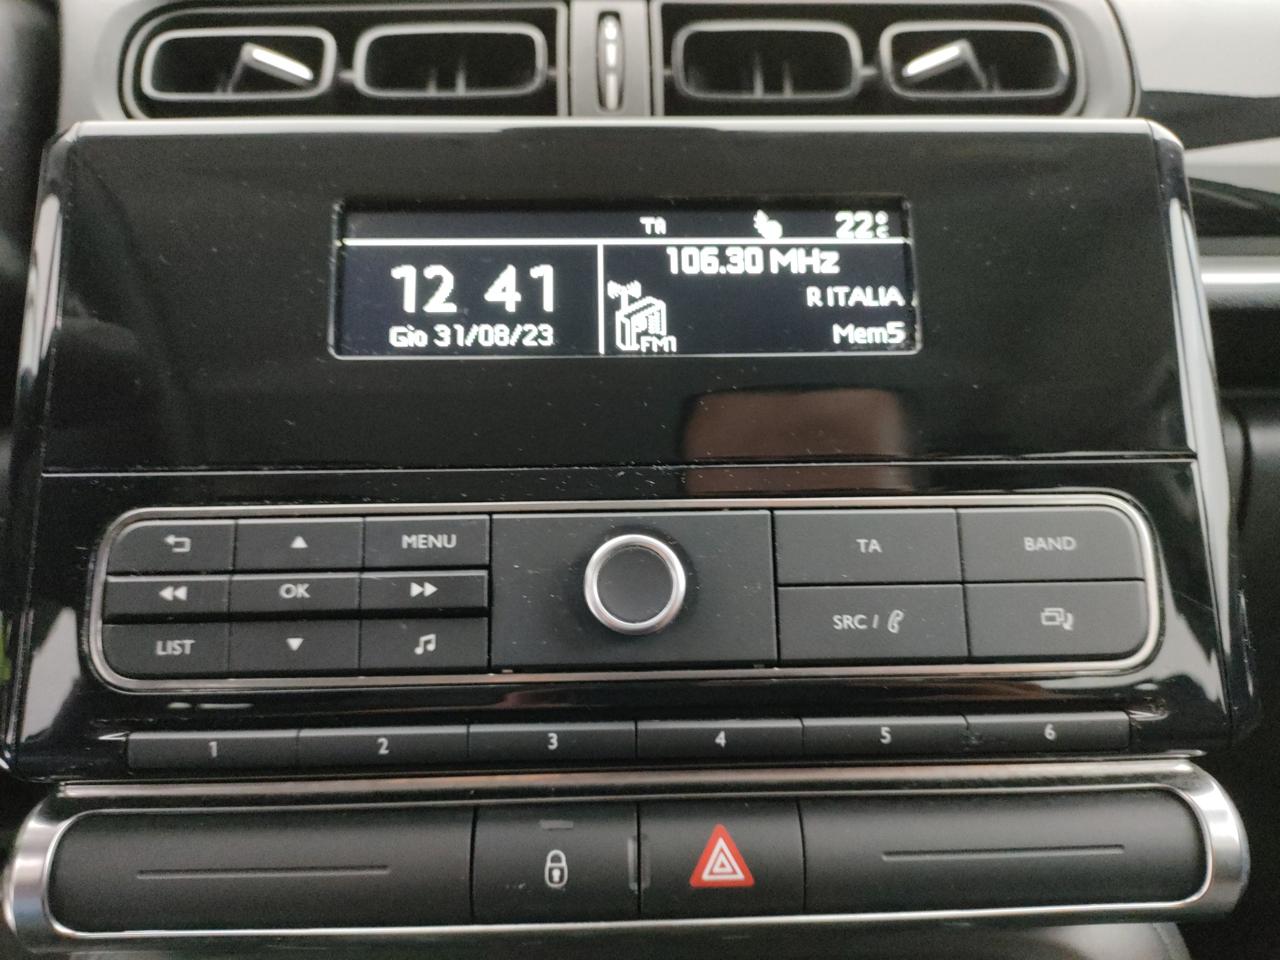 TA 22°C
12 41
Gio 31/08/23
106.30 MHz
R ITALIA
FM1
Mem5
MENU
TA
BAND
OK
LIST
SRC /
1 2 3 4 5 6